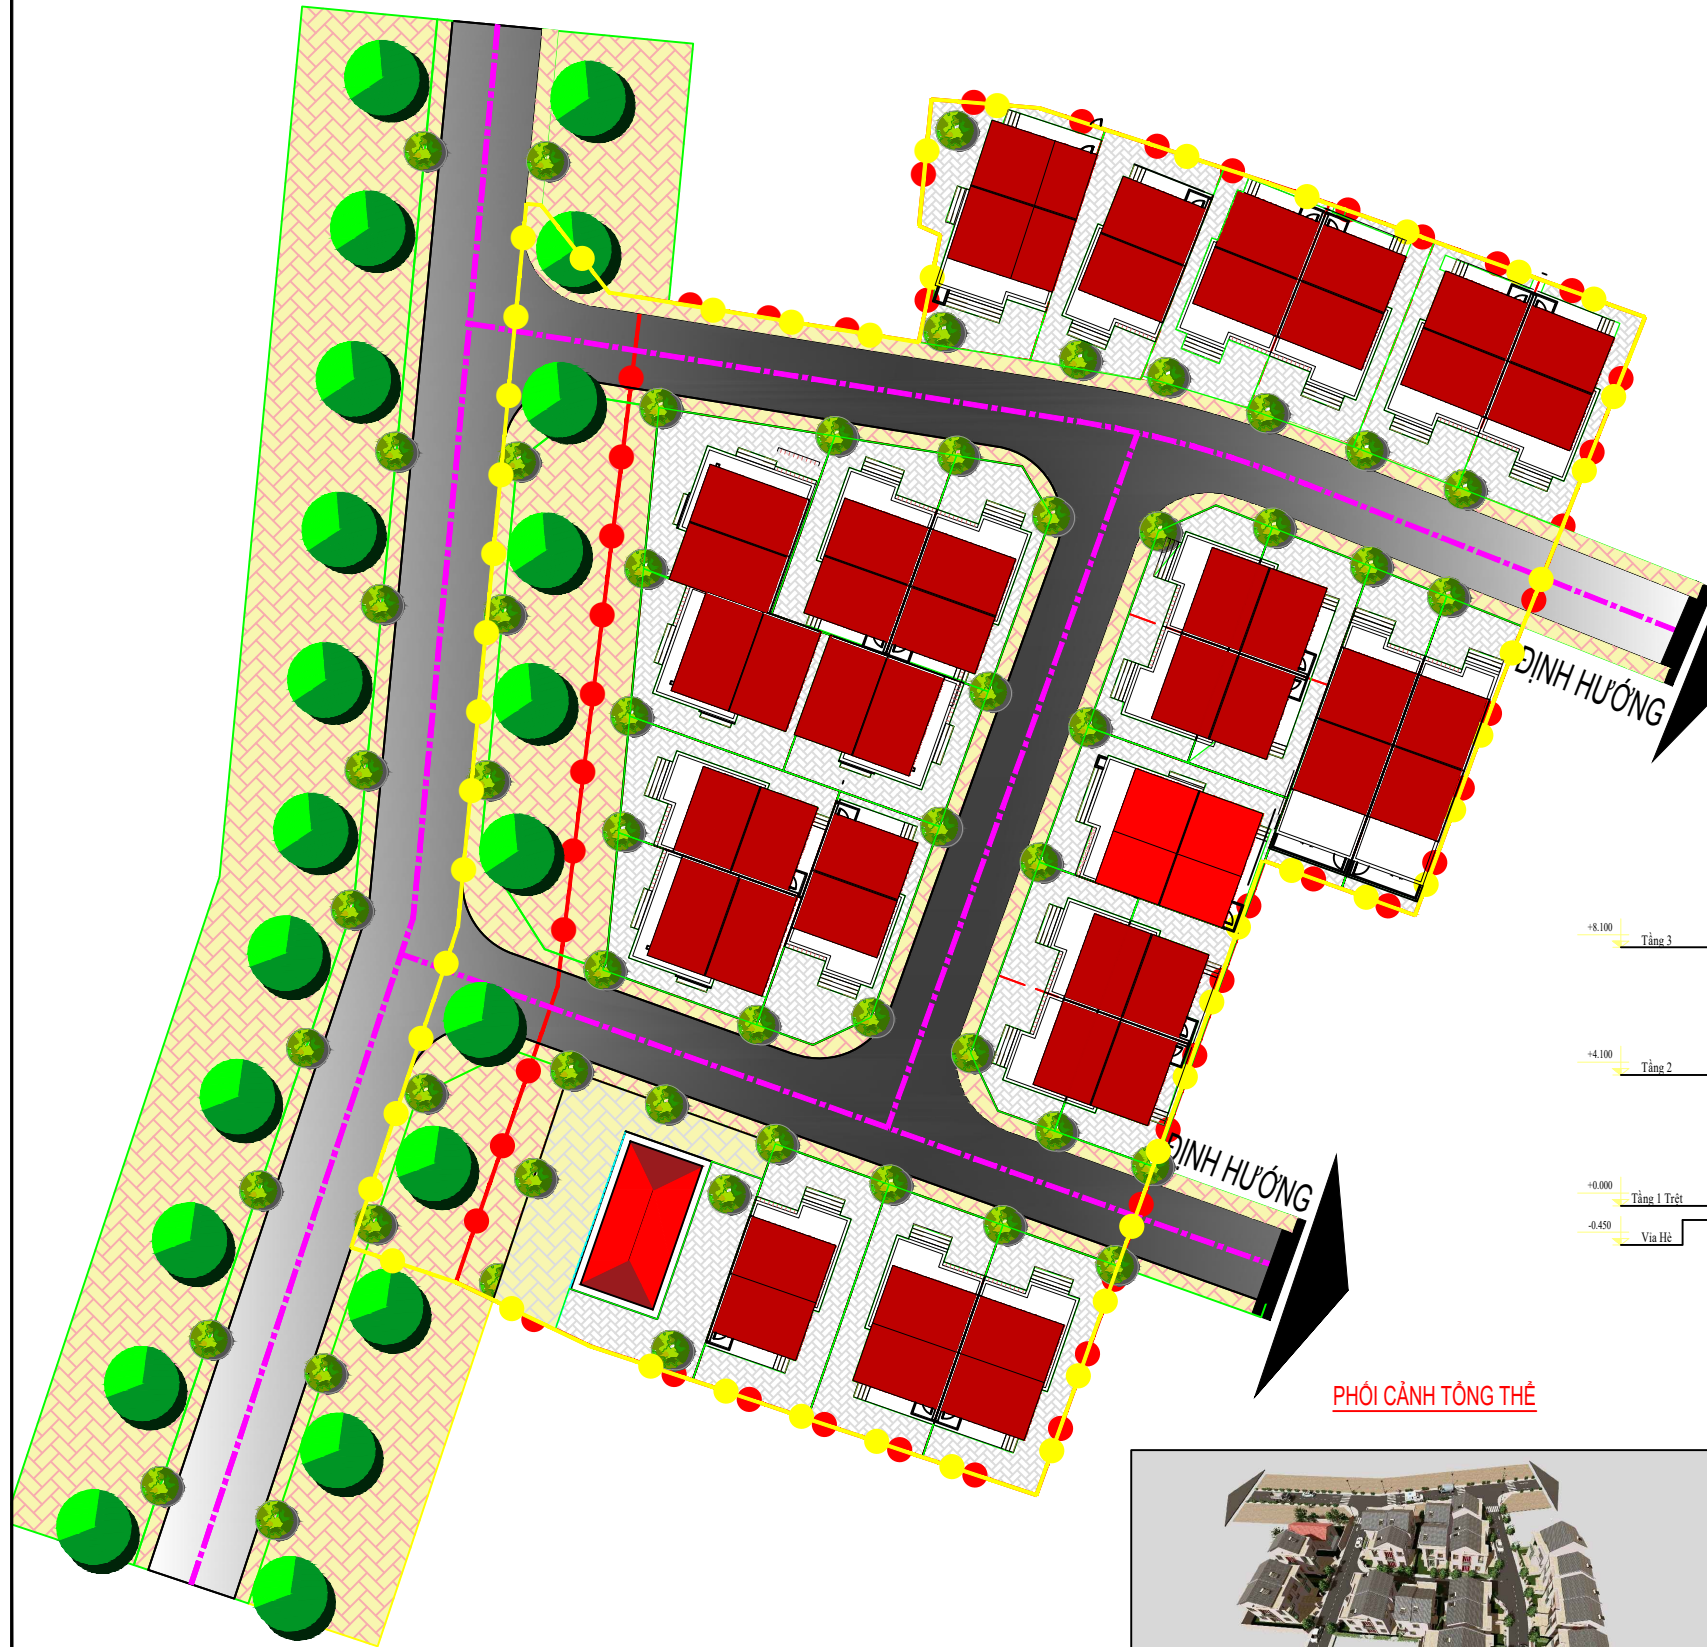 ĐỊNH HƯỚNG
+8.100
Tầng 3
+4.100
Tầng 2
ĐỊNH HƯỚNG
+0.000
Tầng 1 Trệt
-0.450
Vỉa Hè
PHỐI CẢNH TỔNG THỂ